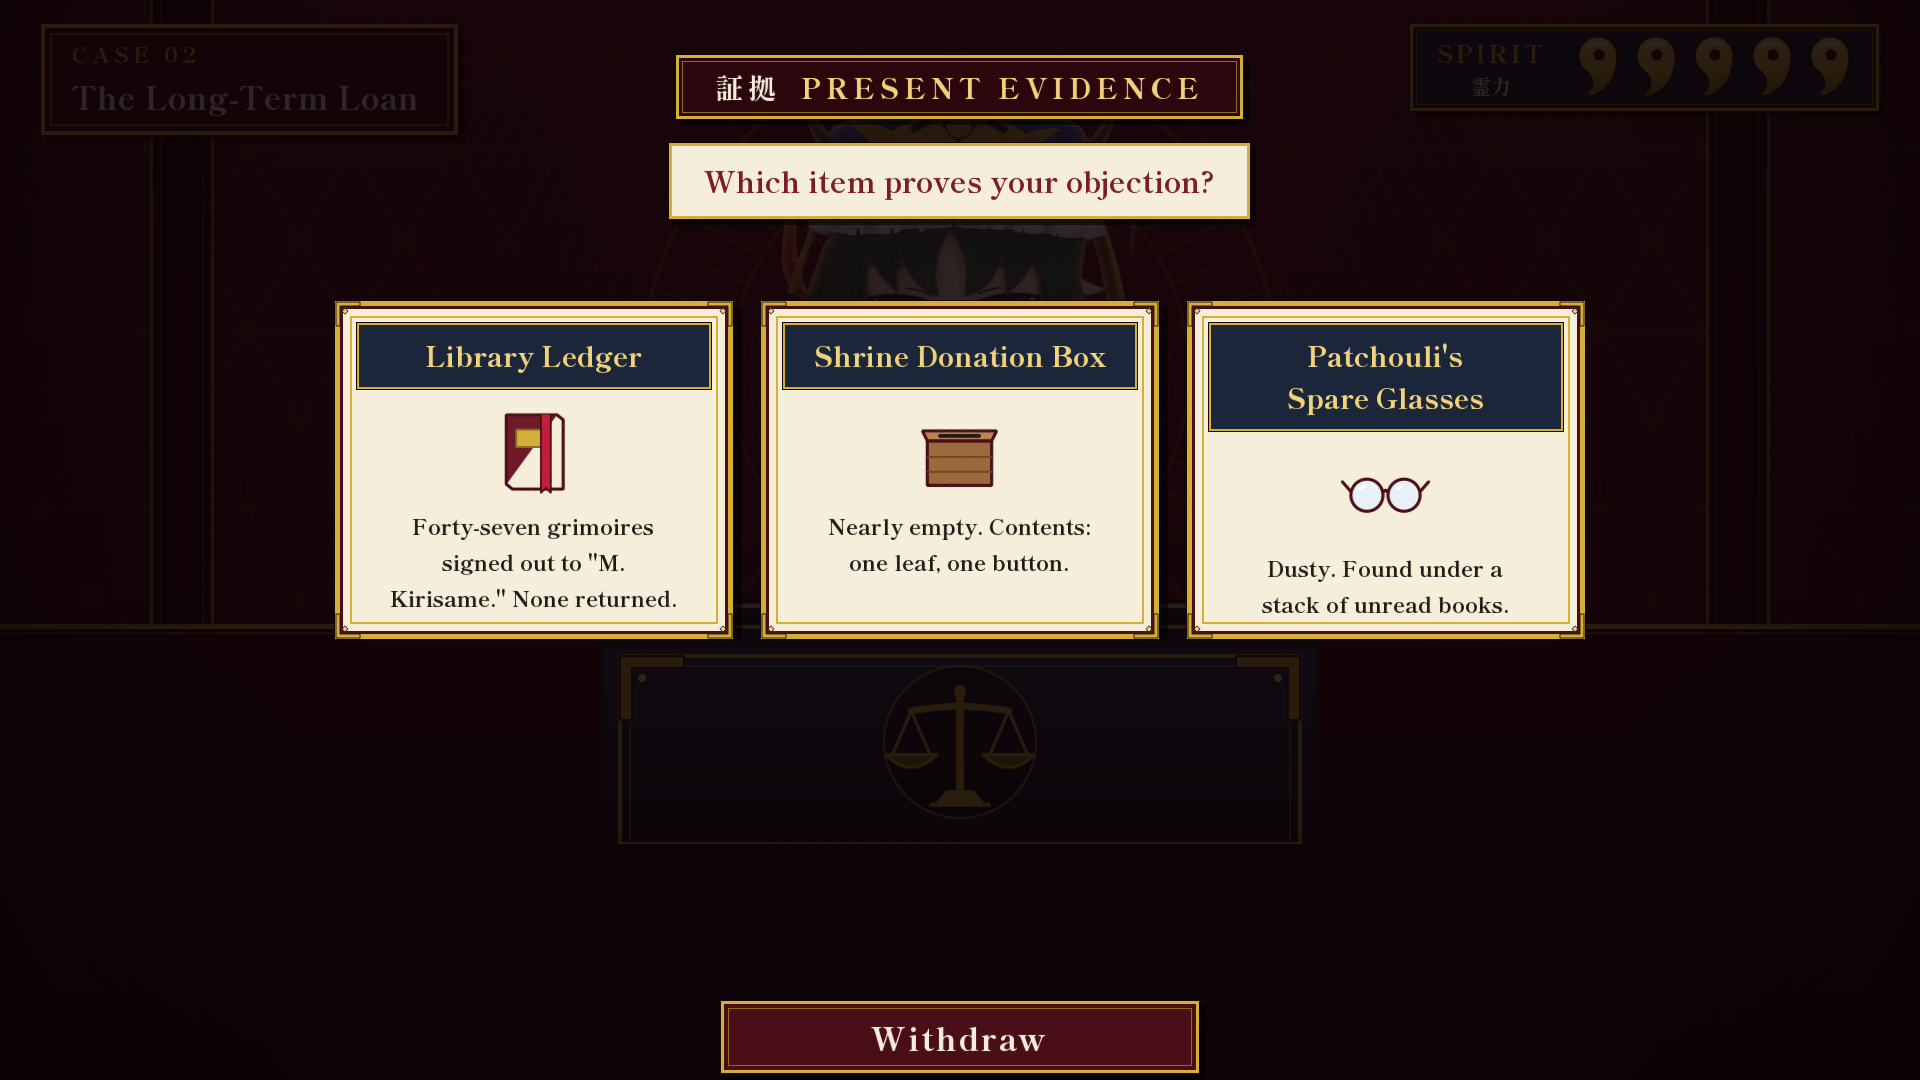 CASE 02
The Long-Term Loan
SPIRIT
霊力
証拠 PRESENT EVIDENCE
Which item proves your objection?
Library Ledger
Forty-seven grimoires
signed out to "M.
Kirisame." None returned.
Shrine Donation Box
Nearly empty. Contents:
one leaf, one button.
Patchouli's
Spare Glasses
Dusty. Found under a
stack of unread books.
Withdraw